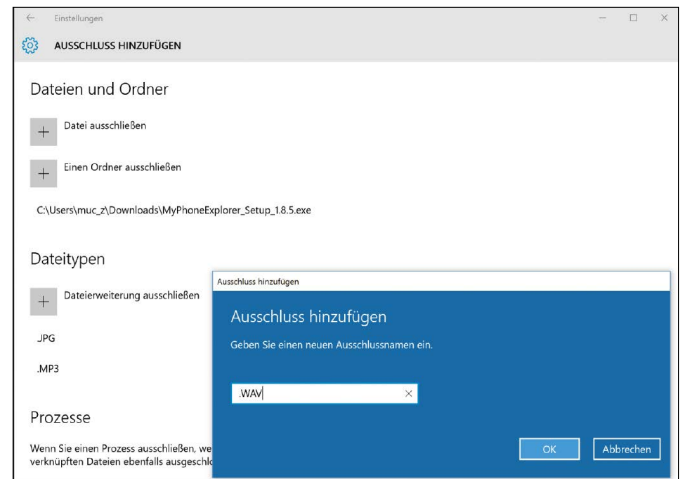 Einstellungen
AUSSCHLUSS HINZUFÜGEN
Dateien und Ordner
Datei ausschließen
Einen Ordner ausschließen
C:\Users\muc_z\Downloads\MyPhoneExplorer_Setup_1.8.5.exe
Dateitypen
Dateierweiterung ausschließen
.JPG
.MP3
Prozesse
Wenn Sie einen Prozess ausschließen, we
verknüpften Dateien ebenfalls ausgeschlo
Ausschluss hinzufügen
Ausschluss hinzufügen
Geben Sie einen neuen Ausschlussnamen ein.
.WAV
OK
Abbrechen